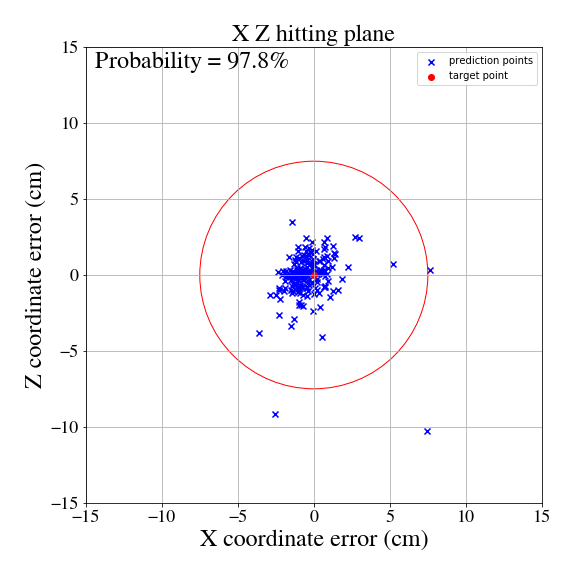 X Z hitting plane
Probability = 97.8%
prediction points
target point
15
10
5
0
−5
−10
−15
Z coordinate error (cm)
−15 −10 −5 0 5 10 15
X coordinate error (cm)